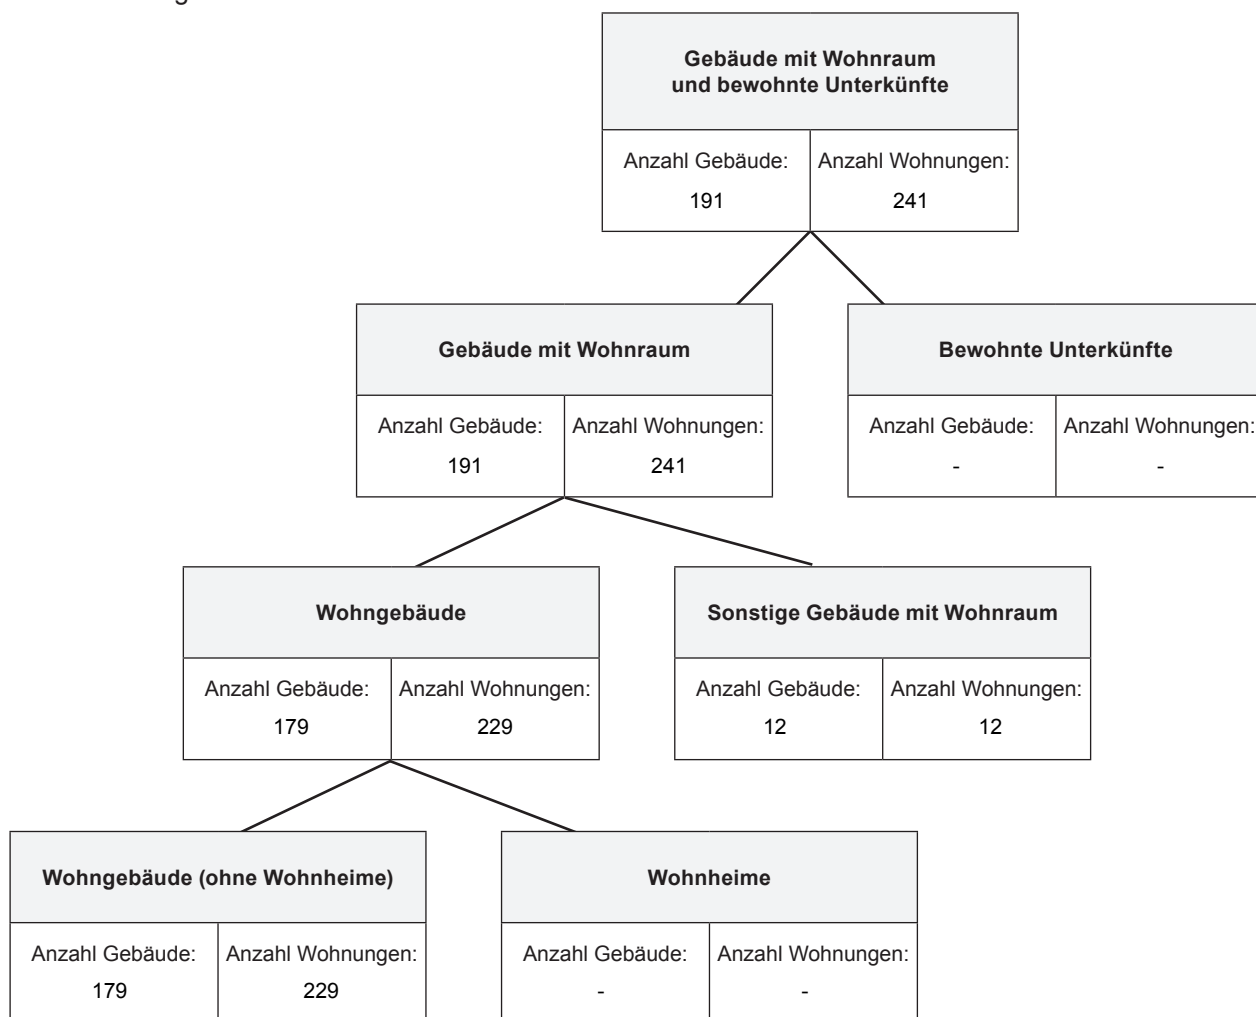 Gebäude mit Wohnraum
und bewohnte Unterkünfte
Anzahl Gebäude: Anzahl Wohnungen:
191 241
Gebäude mit Wohnraum
Anzahl Gebäude: Anzahl Wohnungen:
191 241
Bewohnte Unterkünfte
Anzahl Gebäude: Anzahl Wohnungen:
- -
Wohngebäude
Anzahl Gebäude: Anzahl Wohnungen:
179 229
Sonstige Gebäude mit Wohnraum
Anzahl Gebäude: Anzahl Wohnungen:
12 12
Wohngebäude (ohne Wohnheime)
Anzahl Gebäude: Anzahl Wohnungen:
179 229
Wohnheime
Anzahl Gebäude: Anzahl Wohnungen:
- -